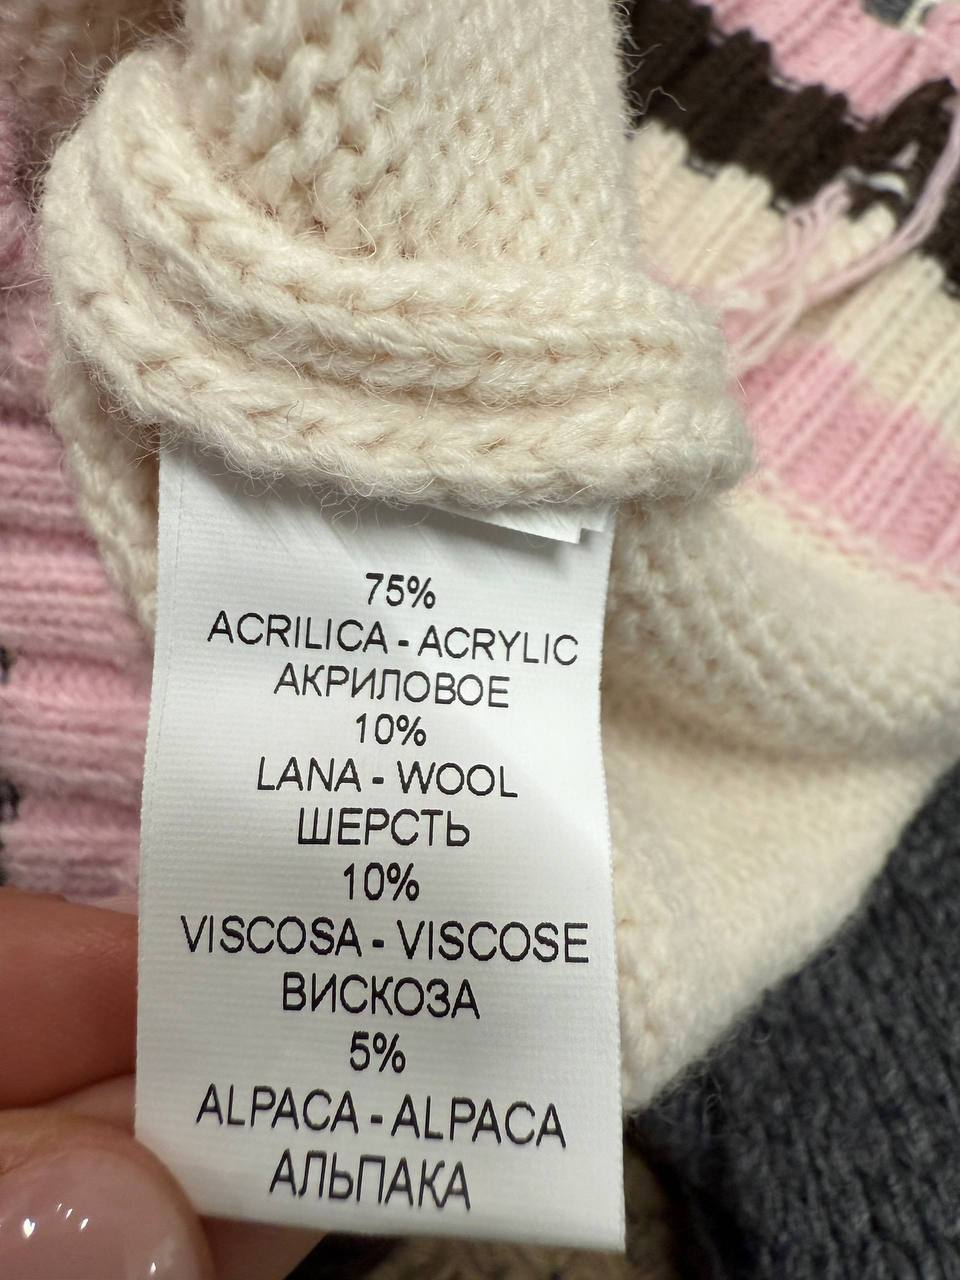 75%
ACRILICA - ACRYLIC
АКРИЛОВОЕ
10%
LANA - WOOL
ШЕРСТЬ
10%
VISCOSA - VISCOSE
ВИСКОЗА
5%
ALPACA - ALPACA
АЛЬПАКА